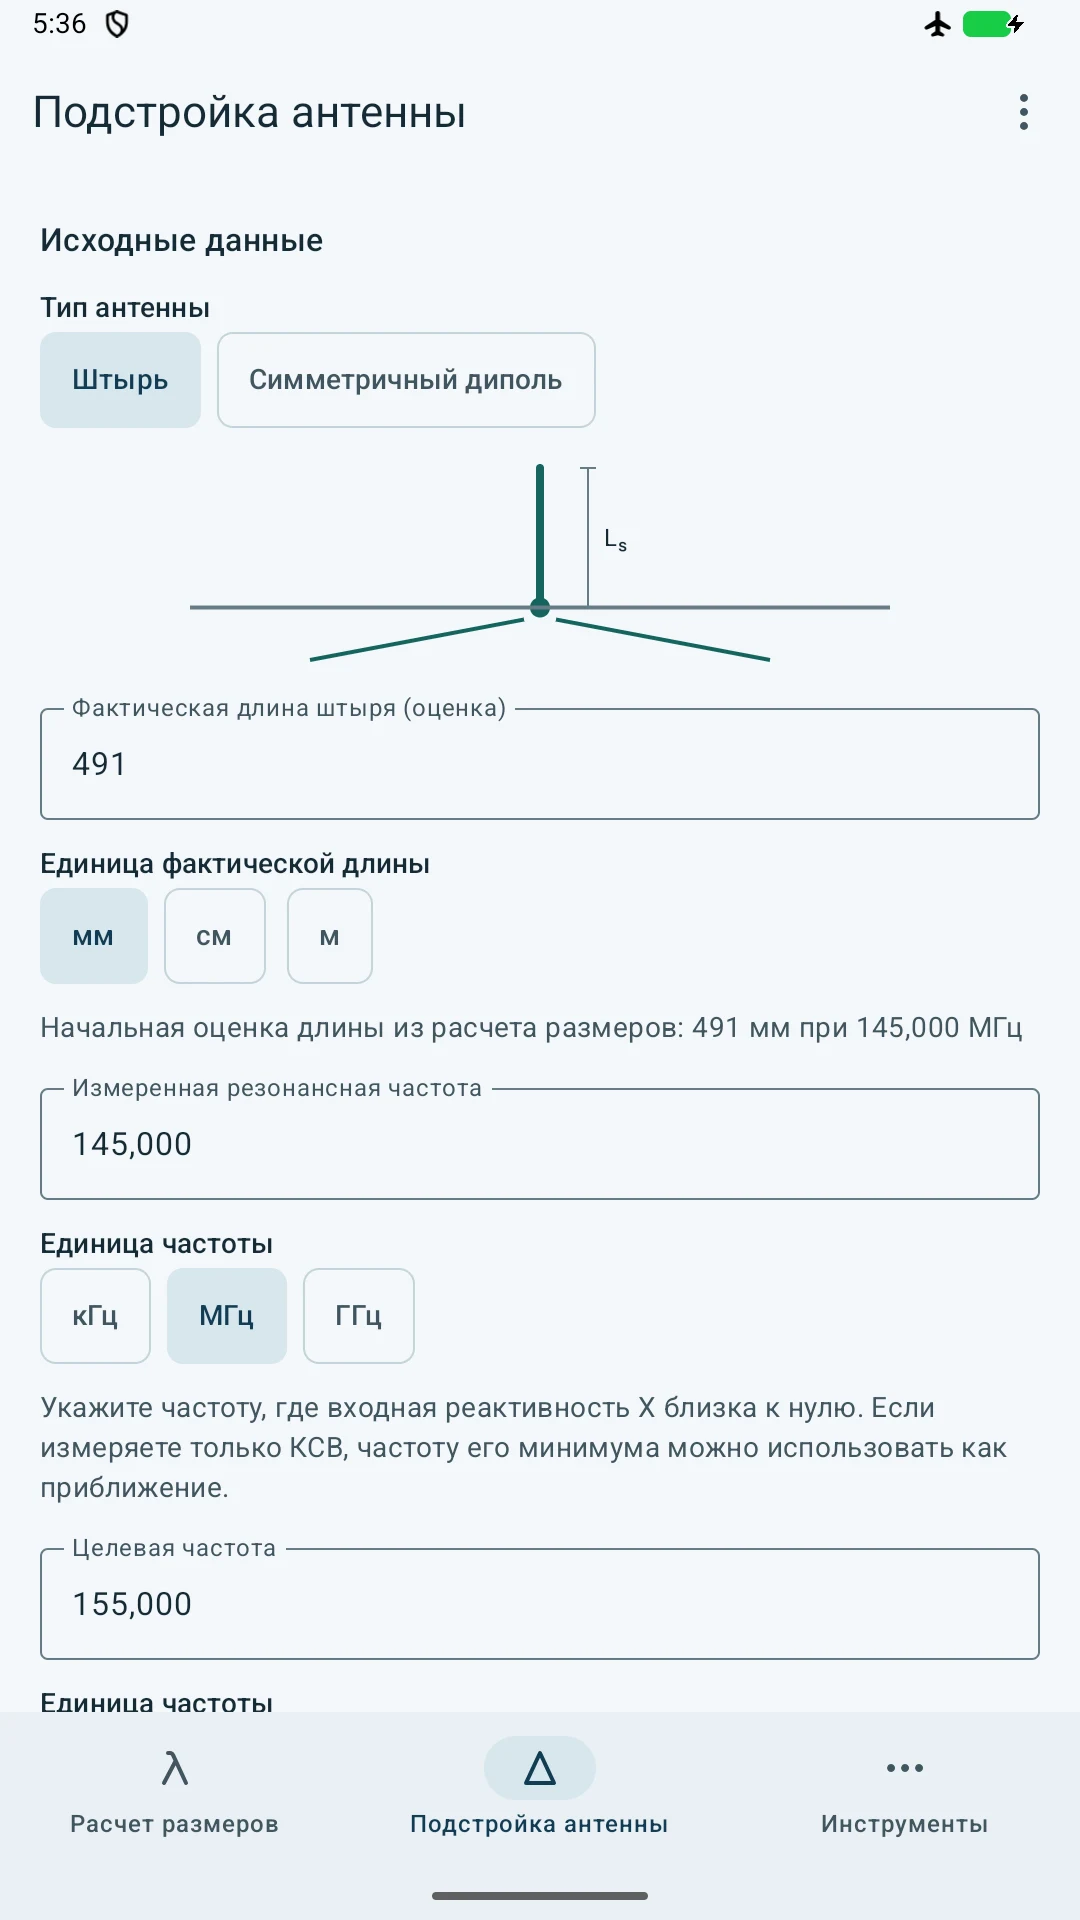 5:36
Подстройка антенны
Исходные данные
Тип антенны
Штырь
Симметричный диполь
Ls
Фактическая длина штыря (оценка)
491
Единица фактической длины
мм
см
м
Начальная оценка длины из расчета размеров: 491 мм при 145,000 МГц
Измеренная резонансная частота
145,000
Единица частоты
кГц
МГц
ГГц
Укажите частоту, где входная реактивность X близка к нулю. Если
измеряете только КСВ, частоту его минимума можно использовать как
приближение.
Целевая частота
155,000
Единица частоты
λ
Δ
Расчет размеров
Подстройка антенны
Инструменты